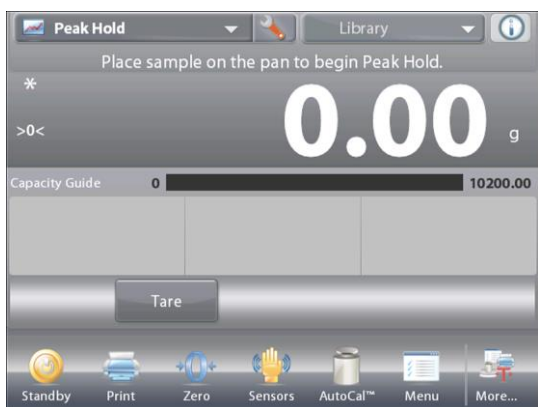 Peak Hold
Library
Place sample on the pan to begin Peak Hold.
*
>0<
0.00 g
Capacity Guide 0 10200.00
Tare
Standby Print Zero Sensors AutoCal™ Menu More...